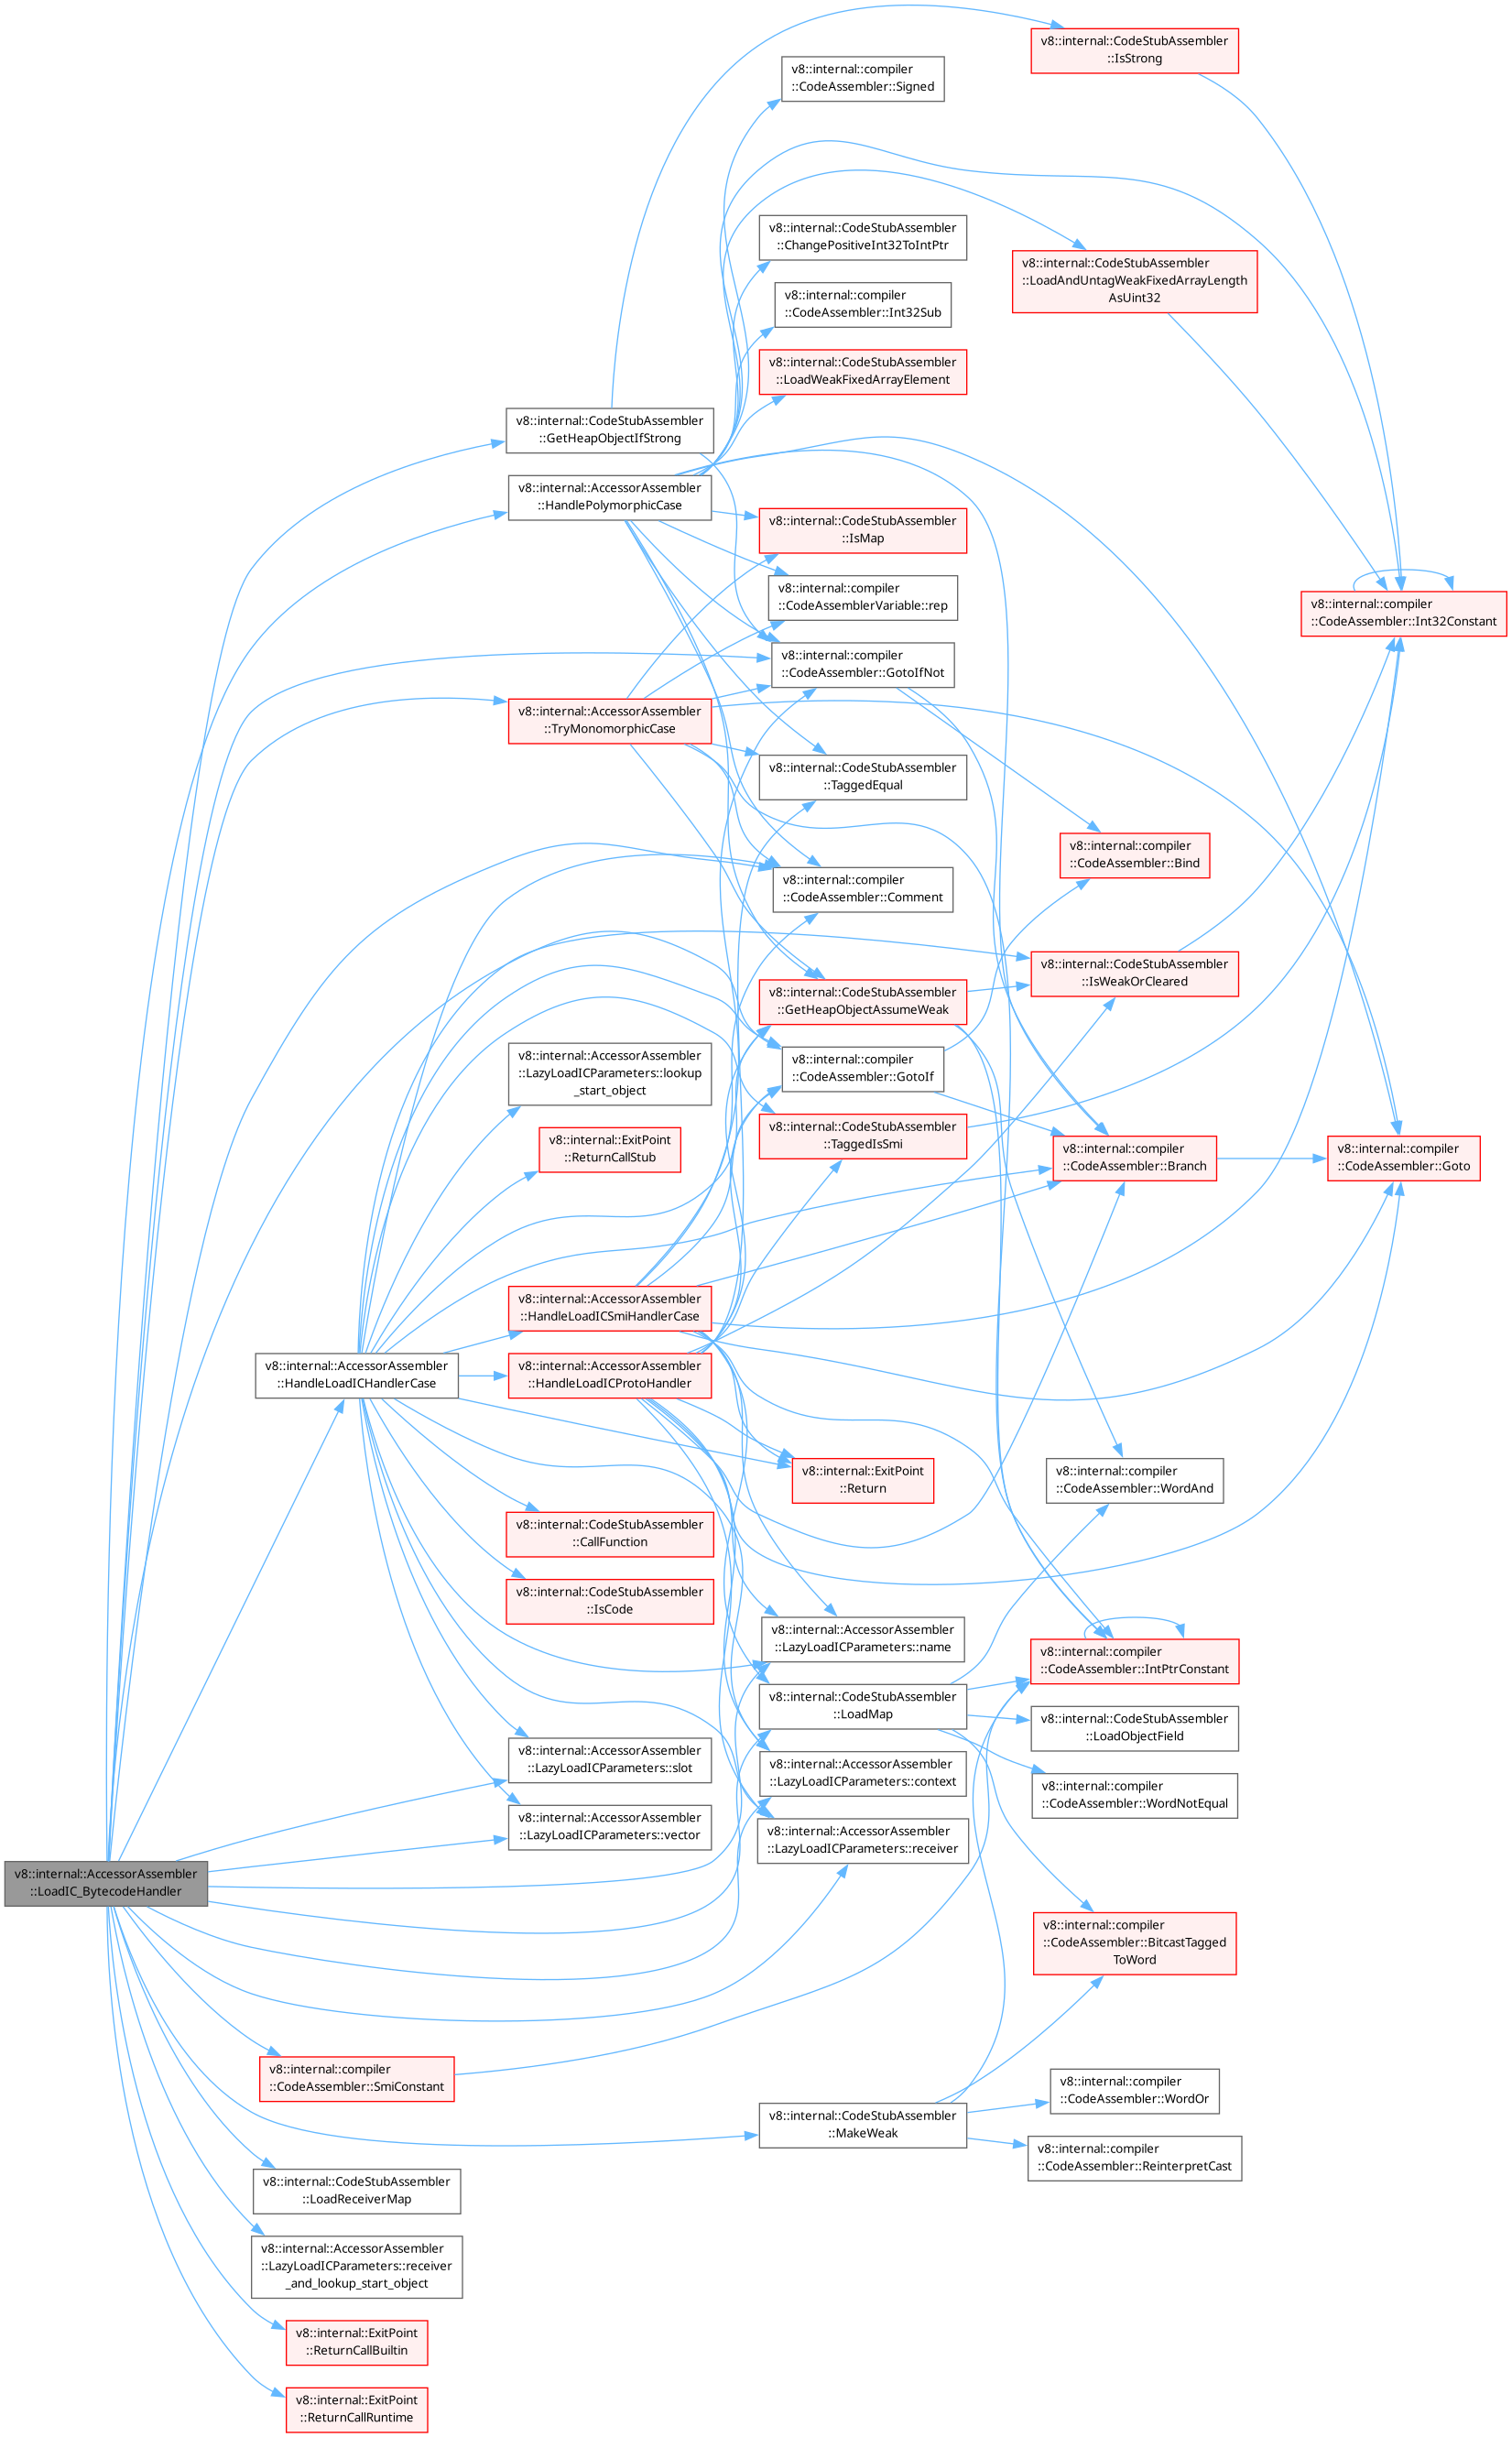 v8::internal::CodeStubAssembler
::IsStrong
v8::internal::compiler
::CodeAssembler::Signed
v8::internal::CodeStubAssembler
::ChangePositiveInt32ToIntPtr
v8::internal::CodeStubAssembler
::LoadAndUntagWeakFixedArrayLength
AsUint32
v8::internal::compiler
::CodeAssembler::Int32Sub
v8::internal::CodeStubAssembler
::LoadWeakFixedArrayElement
v8::internal::CodeStubAssembler
::GetHeapObjectIfStrong
v8::internal::AccessorAssembler
::HandlePolymorphicCase
v8::internal::CodeStubAssembler
::IsMap
v8::internal::compiler
::CodeAssemblerVariable::rep
v8::internal::compiler
::CodeAssembler::Int32Constant
v8::internal::compiler
::CodeAssembler::GotoIfNot
v8::internal::AccessorAssembler
::TryMonomorphicCase
v8::internal::CodeStubAssembler
::TaggedEqual
v8::internal::compiler
::CodeAssembler::Bind
v8::internal::compiler
::CodeAssembler::Comment
v8::internal::CodeStubAssembler
::IsWeakOrCleared
v8::internal::CodeStubAssembler
::GetHeapObjectAssumeWeak
v8::internal::AccessorAssembler
::LazyLoadICParameters::lookup
_start_object
v8::internal::compiler
::CodeAssembler::GotoIf
v8::internal::ExitPoint
::ReturnCallStub
v8::internal::CodeStubAssembler
::TaggedIsSmi
v8::internal::compiler
::CodeAssembler::Branch
v8::internal::compiler
::CodeAssembler::Goto
v8::internal::AccessorAssembler
::HandleLoadICSmiHandlerCase
v8::internal::AccessorAssembler
::HandleLoadICHandlerCase
v8::internal::AccessorAssembler
::HandleLoadICProtoHandler
v8::internal::ExitPoint
::Return
v8::internal::compiler
::CodeAssembler::WordAnd
v8::internal::CodeStubAssembler
::CallFunction
v8::internal::CodeStubAssembler
::IsCode
v8::internal::AccessorAssembler
::LazyLoadICParameters::name
v8::internal::compiler
::CodeAssembler::IntPtrConstant
v8::internal::CodeStubAssembler
::LoadMap
v8::internal::CodeStubAssembler
::LoadObjectField
v8::internal::AccessorAssembler
::LazyLoadICParameters::slot
v8::internal::AccessorAssembler
::LazyLoadICParameters::context
v8::internal::compiler
::CodeAssembler::WordNotEqual
v8::internal::AccessorAssembler
::LazyLoadICParameters::vector
v8::internal::AccessorAssembler
::LazyLoadICParameters::receiver
v8::internal::AccessorAssembler
::LoadIC_BytecodeHandler
v8::internal::compiler
::CodeAssembler::BitcastTagged
ToWord
v8::internal::compiler
::CodeAssembler::SmiConstant
v8::internal::compiler
::CodeAssembler::WordOr
v8::internal::CodeStubAssembler
::MakeWeak
v8::internal::compiler
::CodeAssembler::ReinterpretCast
v8::internal::CodeStubAssembler
::LoadReceiverMap
v8::internal::AccessorAssembler
::LazyLoadICParameters::receiver
_and_lookup_start_object
v8::internal::ExitPoint
::ReturnCallBuiltin
v8::internal::ExitPoint
::ReturnCallRuntime